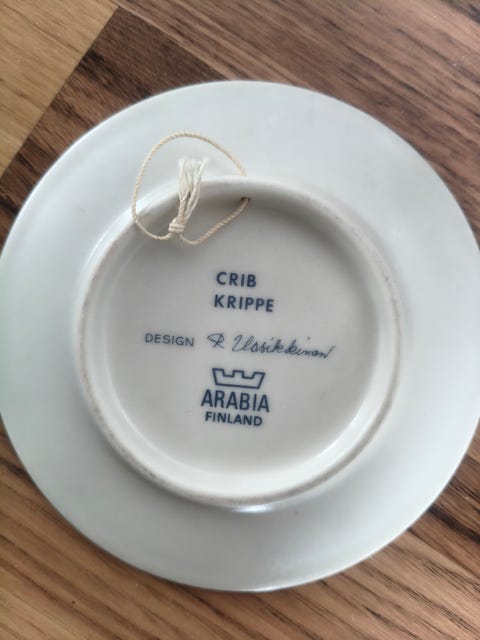 CRIB
KRIPPE
DESIGN R. Uosikkinen
ARABIA
FINLAND